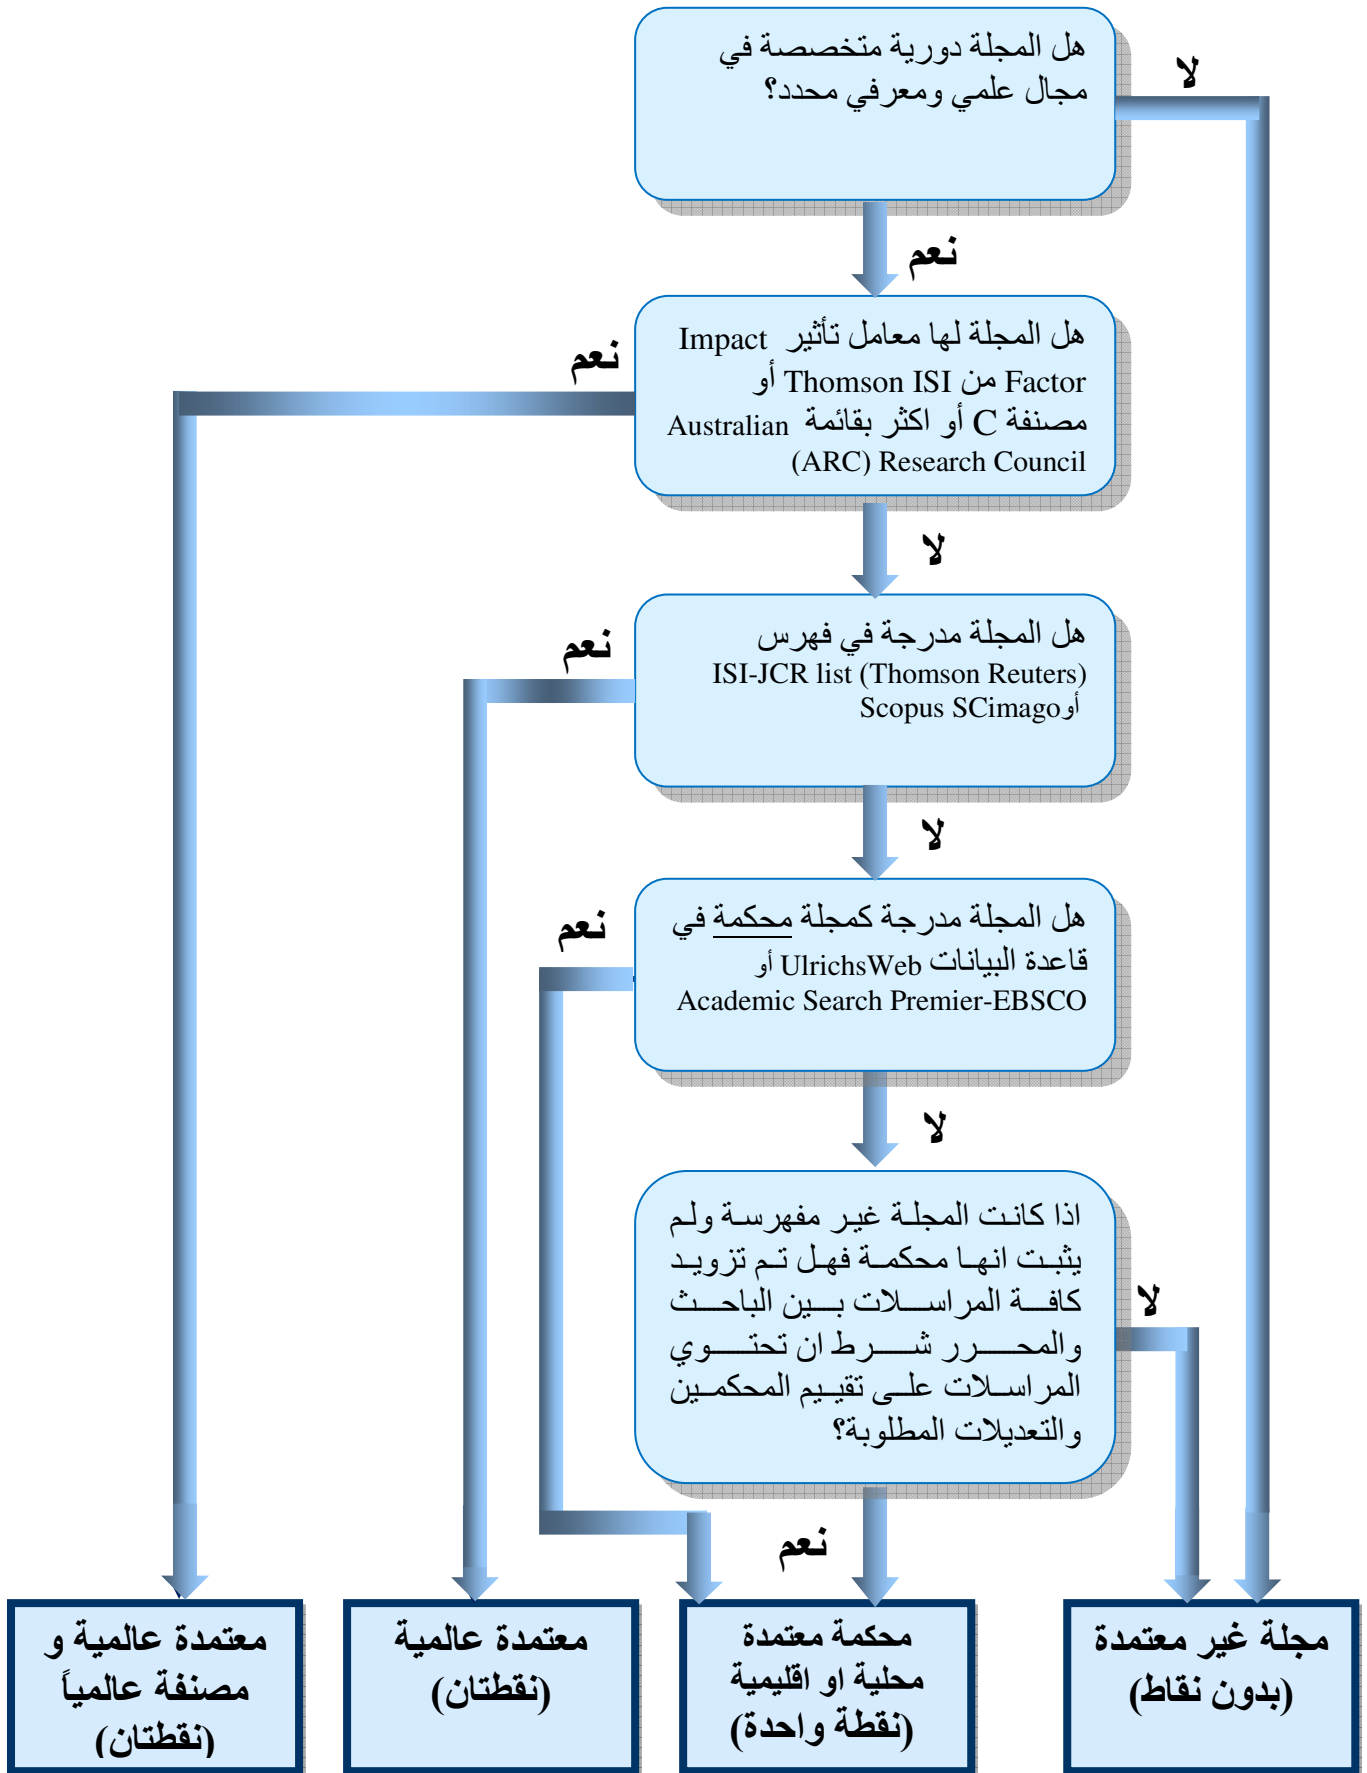 هل المجلة دورية متخصصة في
مجال علمي ومعرفي محدد؟
لا
نعم
هل المجلة لها معامل تأثير Impact
Factor من Thomson ISI أو
مصنفة C أو اكثر بقائمة Australian
Research Council (ARC)
نعم
لا
هل المجلة مدرجة في فهرس
ISI-JCR list (Thomson Reuters)
أوScopus SCimago
نعم
لا
هل المجلة مدرجة كمجلة محكمة في
قاعدة البيانات UlrichsWeb أو
Academic Search Premier-EBSCO
نعم
لا
اذا كانت المجلة غير مفهرسة ولم
يثبت انها محكمة فهل تم تزويد
كافة المراسلات بين الباحث
والمحرر شرط ان تحتوي
المراسلات على تقييم المحكمين
والتعديلات المطلوبة؟
لا
نعم
مجلة غير معتمدة
(بدون نقاط)
محكمة معتمدة
محلية او اقليمية
(نقطة واحدة)
معتمدة عالمية
(نقطتان)
معتمدة عالمية و
مصنفة عالمياً
(نقطتان)